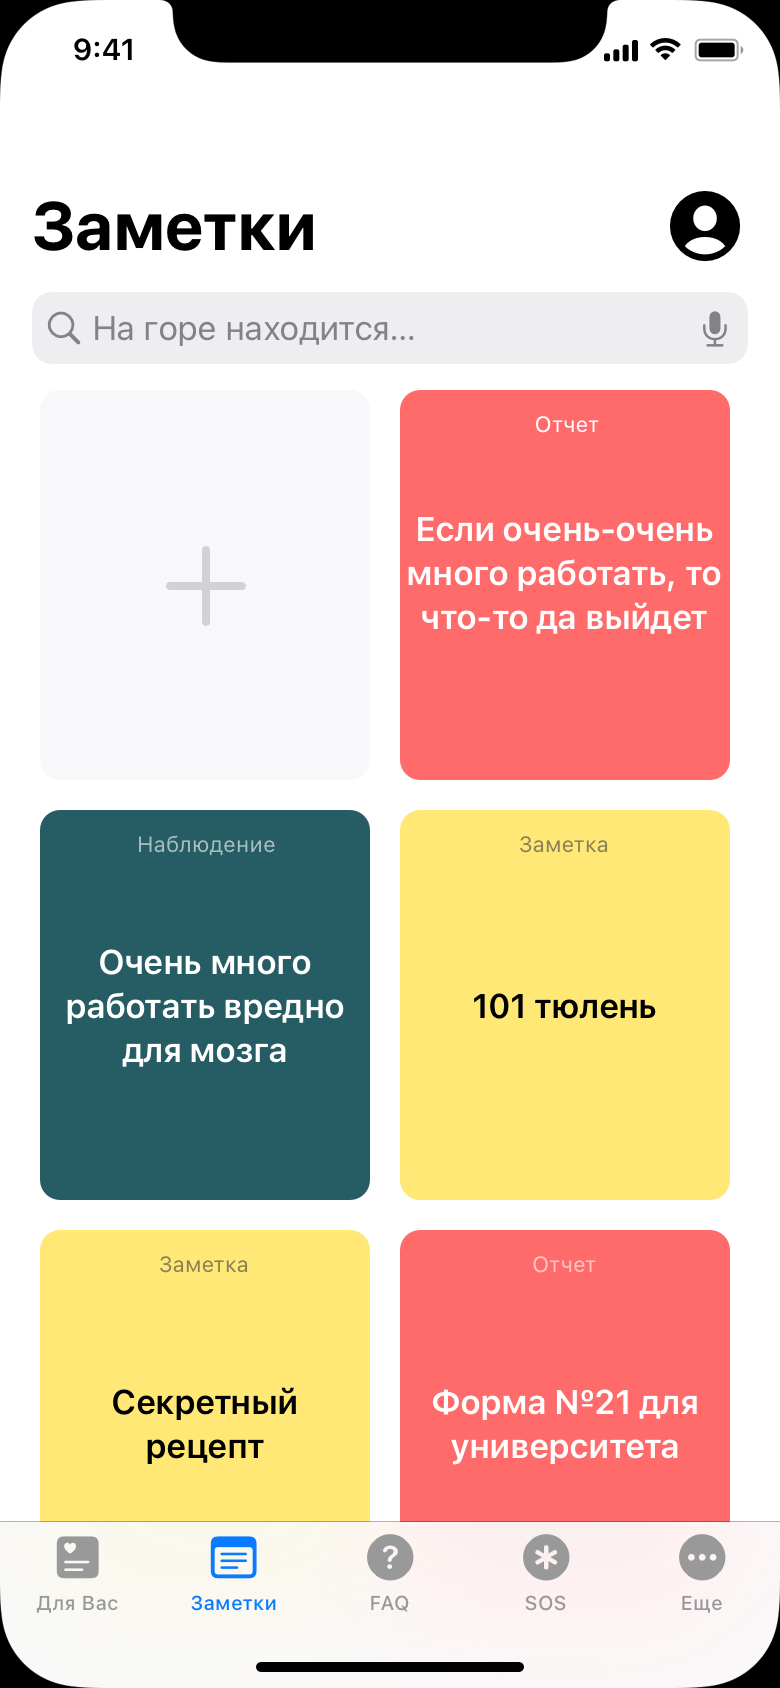 9:41
Заметки
На горе находится...
Отчет
Если очень-очень
много работать, то
что-то да выйдет
Наблюдение
Очень много
работать вредно
для мозга
Заметка
101 тюлень
Заметка
Секретный
рецепт
Отчет
Форма №21 для
университета
Для Вас
Заметки
FAQ
SOS
Еще